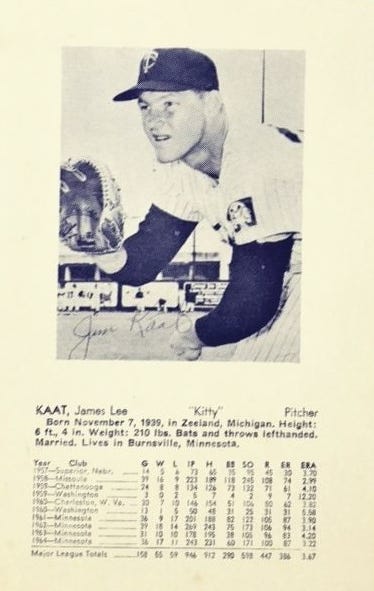 Jim Kaat
KAAT, James Lee "Kitty" Pitcher
Born November 7, 1939, in Zeeland, Michigan. Height:
6 ft., 4 in. Weight: 210 lbs. Bats and throws lefthanded.
Married. Lives in Burnsville, Minnesota.
Year Club G W L IP H BB SO R ER ERA
1957—Superior, Nebr. 14 5 6 73 65 35 95 45 30 3.70
1958—Missoula 39 16 9 223 189 118 245 108 74 2.99
1959—Chattanooga 24 8 8 134 126 73 132 71 4.10
1959—Washington 3 0 2 5 7 4 2 9 7 12.20
1960—Charleston, W. Va. 30 7 10 146 154 51 106 80 62 3.82
1960—Washington 13 1 5 50 48 31 25 31 31 5.58
1961—Minnesota 36 9 17 201 188 82 122 105 87 3.90
1962—Minnesota 39 18 14 269 243 75 173 106 94 3.14
1963—Minnesota 31 10 10 178 195 38 105 96 83 4.20
1964—Minnesota 36 17 11 243 231 60 171 100 87 3.22
Major League Totals 158 55 59 946 912 290 598 447 386 3.67